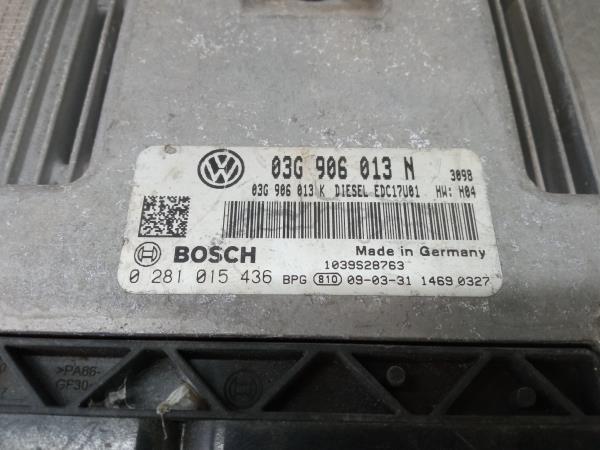 03G 906 013 N 3098
03G 906 013 K DIESEL EDC17U01 HW: H04
BOSCH Made in Germany
1039S28763
0 281 015 436 BPG 810 09-03-31 1469 0327
>PA66-
GF30